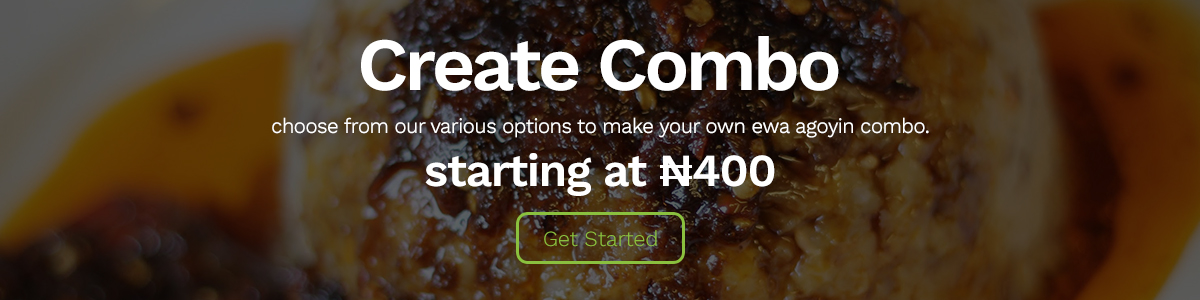 Create Combo
choose from our various options to make your own ewa agoyin combo.
starting at ₦400
Get Started